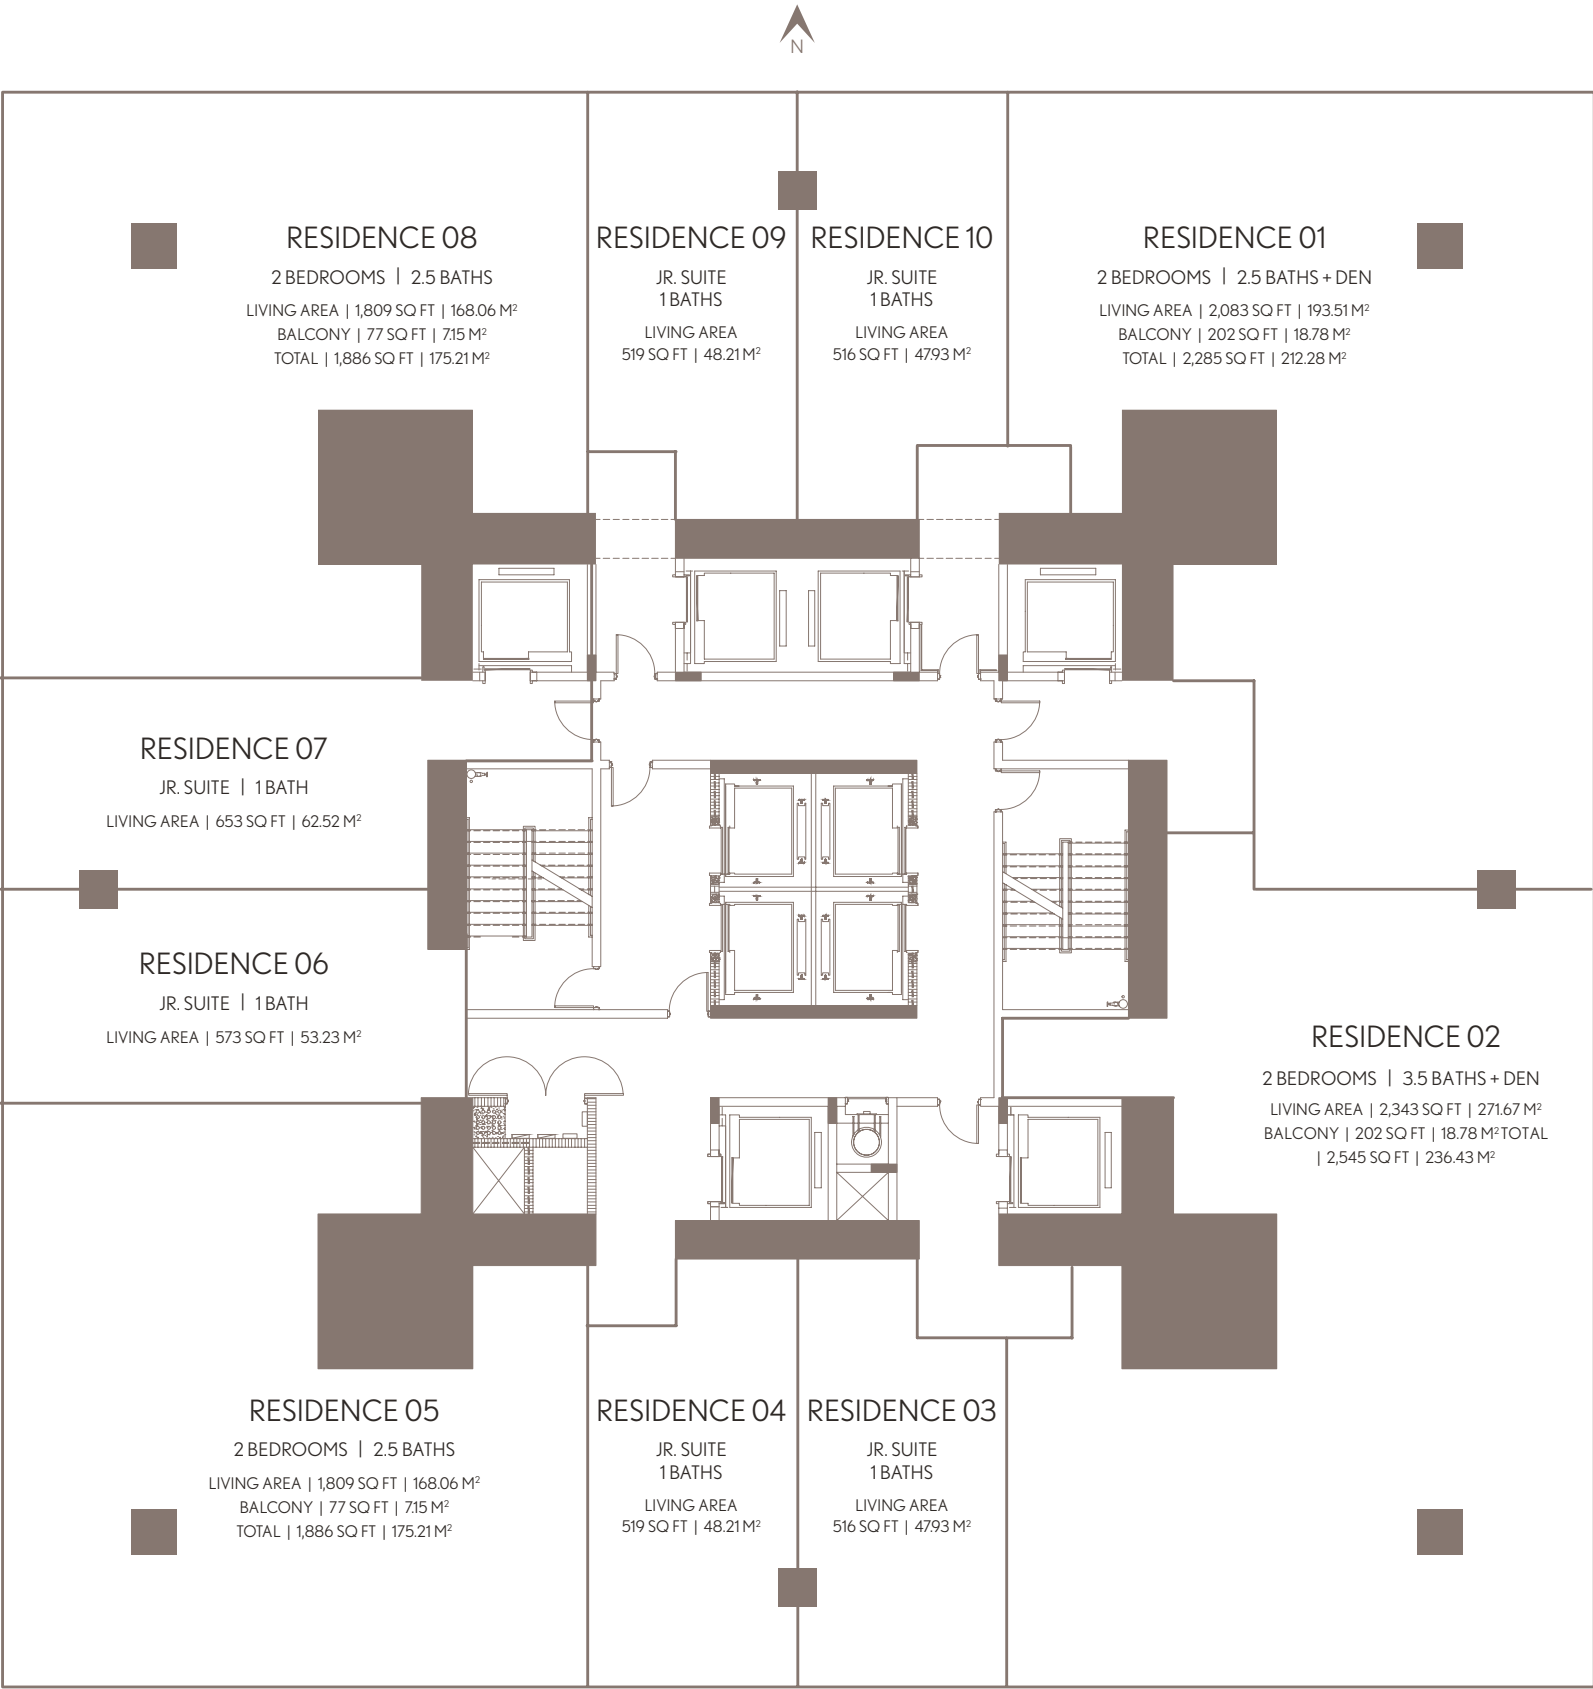 N
RESIDENCE 08
2 BEDROOMS | 2.5 BATHS
LIVING AREA | 1,809 SQ FT | 168.06 M²
BALCONY | 77 SQ FT | 7.15 M²
TOTAL | 1,886 SQ FT | 175.21 M²
RESIDENCE 09
JR. SUITE
1 BATHS
LIVING AREA
519 SQ FT | 48.21 M²
RESIDENCE 10
JR. SUITE
1 BATHS
LIVING AREA
516 SQ FT | 47.93 M²
RESIDENCE 01
2 BEDROOMS | 2.5 BATHS + DEN
LIVING AREA | 2,083 SQ FT | 193.51 M²
BALCONY | 202 SQ FT | 18.78 M²
TOTAL | 2,285 SQ FT | 212.28 M²
RESIDENCE 07
JR. SUITE | 1 BATH
LIVING AREA | 653 SQ FT | 62.52 M²
RESIDENCE 06
JR. SUITE | 1 BATH
LIVING AREA | 573 SQ FT | 53.23 M²
RESIDENCE 02
2 BEDROOMS | 3.5 BATHS + DEN
LIVING AREA | 2,343 SQ FT | 271.67 M²
BALCONY | 202 SQ FT | 18.78 M²TOTAL
| 2,545 SQ FT | 236.43 M²
RESIDENCE 05
2 BEDROOMS | 2.5 BATHS
LIVING AREA | 1,809 SQ FT | 168.06 M²
BALCONY | 77 SQ FT | 7.15 M²
TOTAL | 1,886 SQ FT | 175.21 M²
RESIDENCE 04
JR. SUITE
1 BATHS
LIVING AREA
519 SQ FT | 48.21 M²
RESIDENCE 03
JR. SUITE
1 BATHS
LIVING AREA
516 SQ FT | 47.93 M²